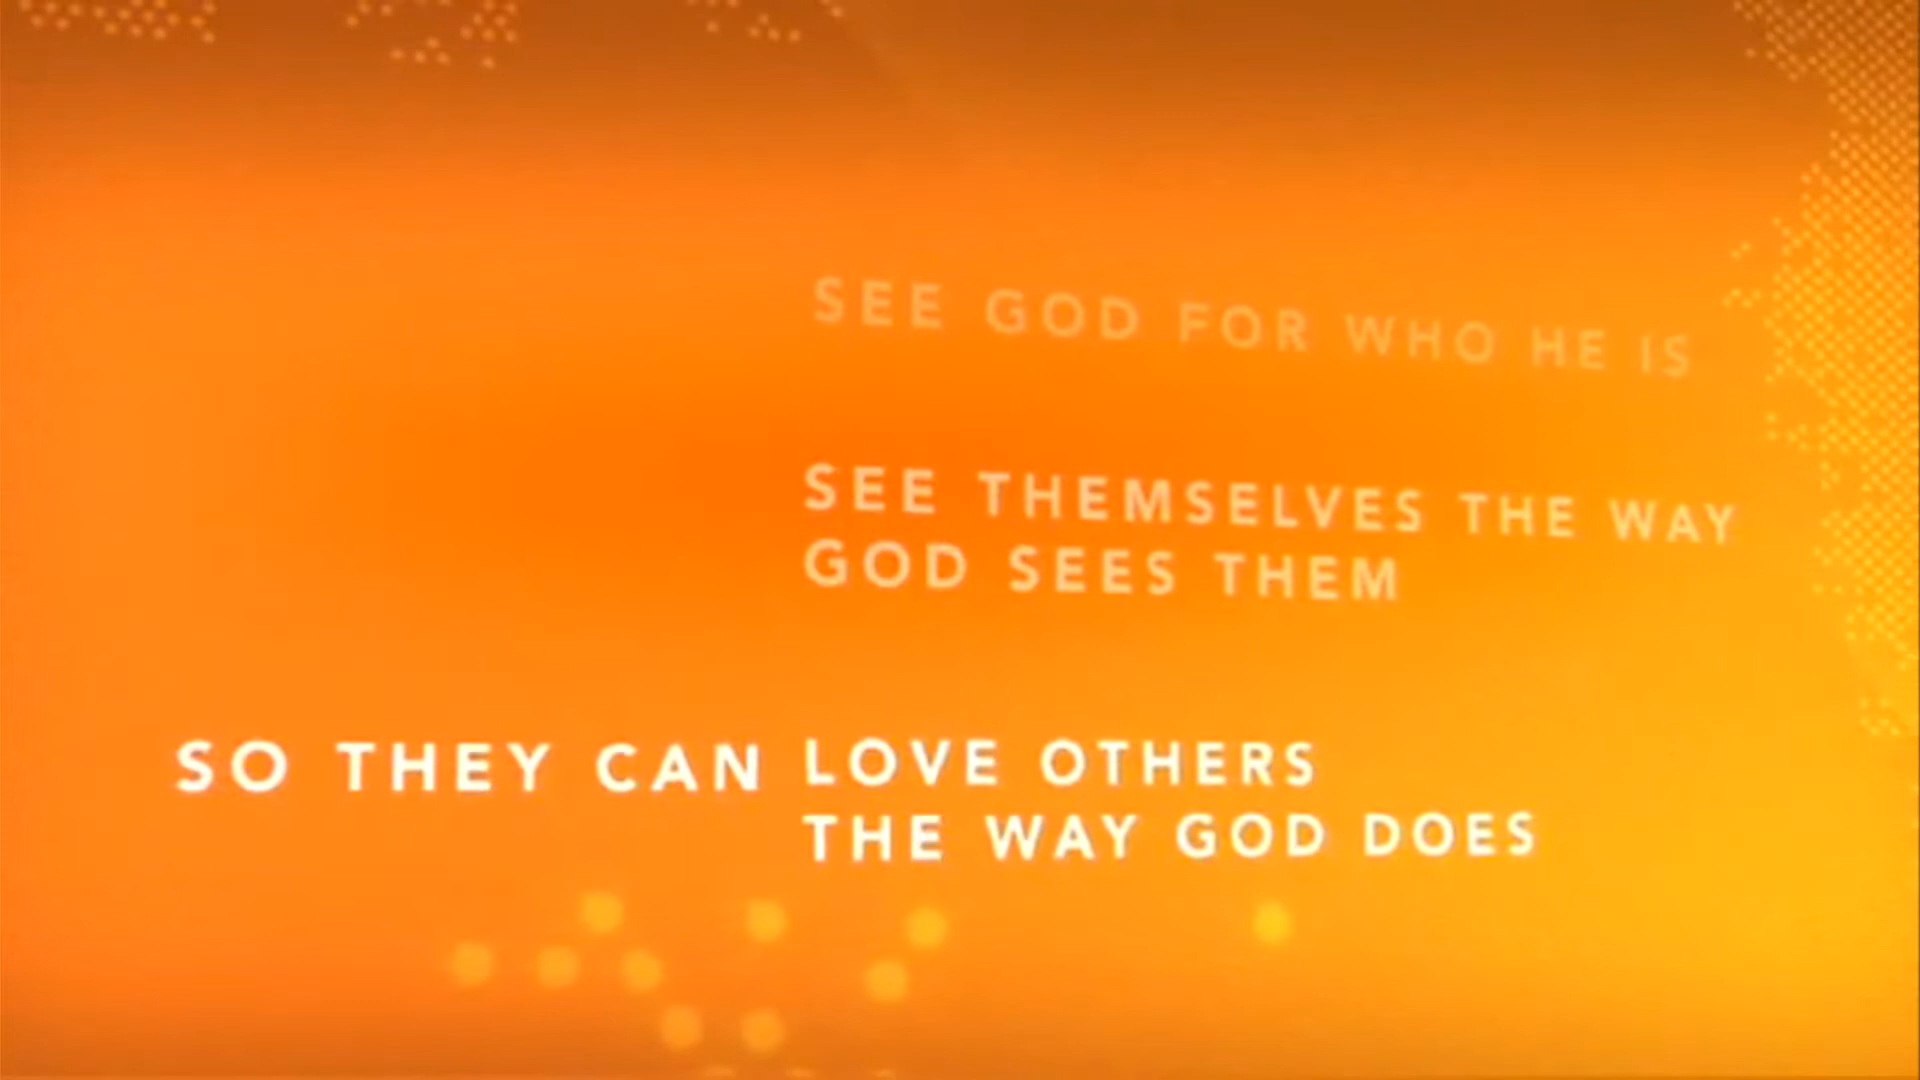 SEE GOD FOR WHO HE IS
SEE THEMSELVES THE WAY
GOD SEES THEM
SO THEY CAN LOVE OTHERS
THE WAY GOD DOES